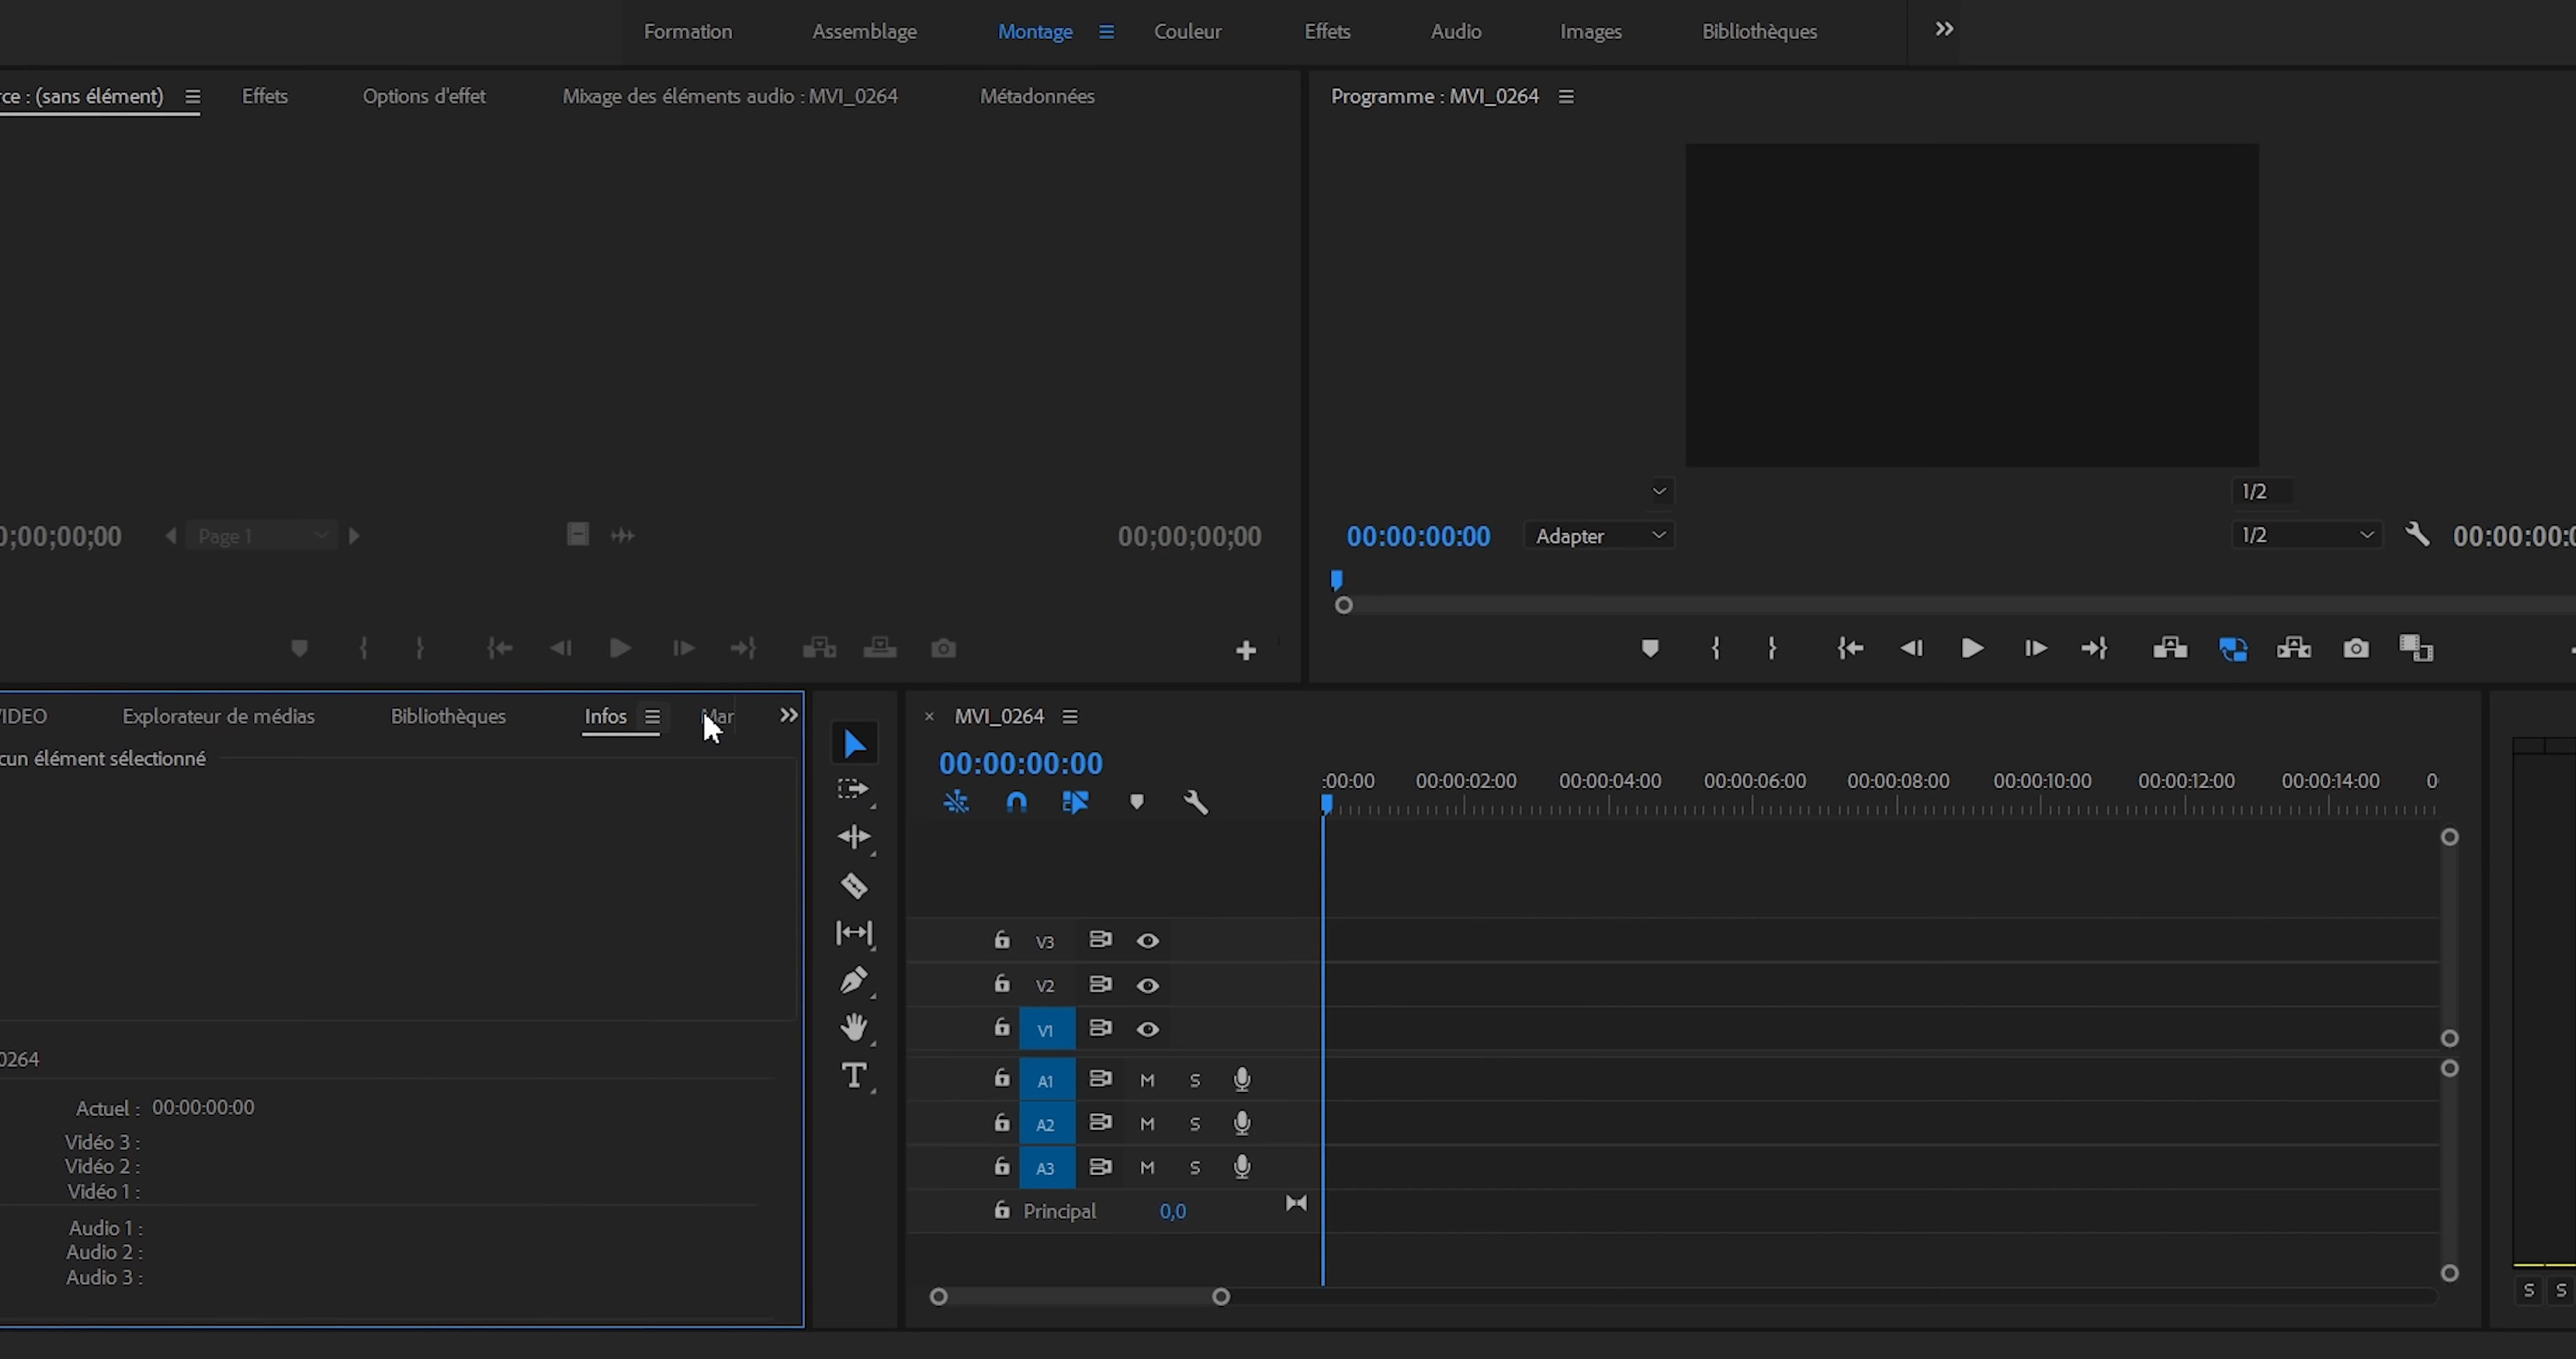 Formation Assemblage Montage Couleur Effets Audio Images Bibliothèques
rce : (sans élément) Effets Options d'effet Mixage des éléments audio : MVI_0264 Métadonnées
Programme : MVI_0264
1/2
0;00;00;00 Page 1 00;00;00;00
00:00:00:00 Adapter 1/2 00:00:00:0
IDEO Explorateur de médias Bibliothèques Infos Mar
cun élément sélectionné
MVI_0264
00:00:00:00
:00:00 00:00:02:00 00:00:04:00 00:00:06:00 00:00:08:00 00:00:10:00 00:00:12:00 00:00:14:00 0
V3
V2
V1
A1 M S
A2 M S
A3 M S
Principal 0,0
0264
Actuel : 00:00:00:00
Vidéo 3 :
Vidéo 2 :
Vidéo 1 :
Audio 1 :
Audio 2 :
Audio 3 :
S S